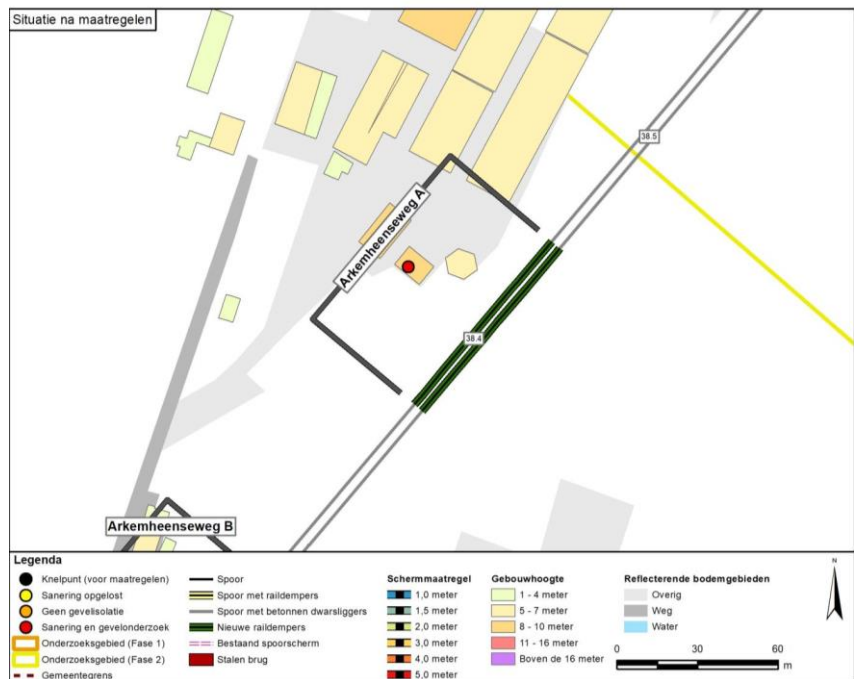 Situatie na maatregelen
38.5
Arkemheenseweg A
38.4
Arkemheenseweg B
Legenda
Knelpunt (voor maatregelen)
Sanering opgelost
Geen gevelisolatie
Sanering en gevelonderzoek
Onderzoeksgebied (Fase 1)
Onderzoeksgebied (Fase 2)
Gemeentegrens
Spoor
Spoor met raildempers
Spoor met betonnen dwarsliggers
Nieuwe raildempers
Bestaand spoorscherm
Stalen brug
Schermmaatregel
1,0 meter
1,5 meter
2,0 meter
3,0 meter
4,0 meter
5,0 meter
Gebouwhoogte
1 - 4 meter
5 - 7 meter
8 - 10 meter
11 - 16 meter
Boven de 16 meter
Reflecterende bodemgebieden
Overig
Weg
Water
N
0 30 60
m